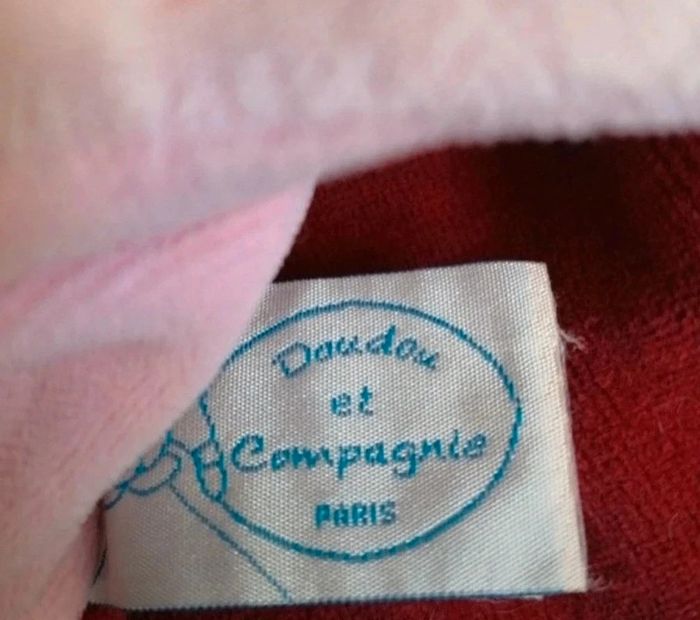 Doudou
et
Compagnie
PARIS